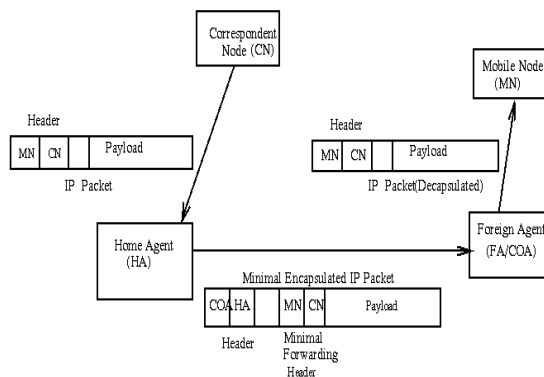 Correspondent
Node (CN)
Mobile Node
(MN)
Header
MN CN Payload
IP Packet
Header
MN CN Payload
IP Packet(Decapsulated)
Home Agent
(HA)
Foreign Agent
(FA/COA)
Minimal Encapsulated IP Packet
COA HA MN CN Payload
Header
Minimal
Forwarding
Header